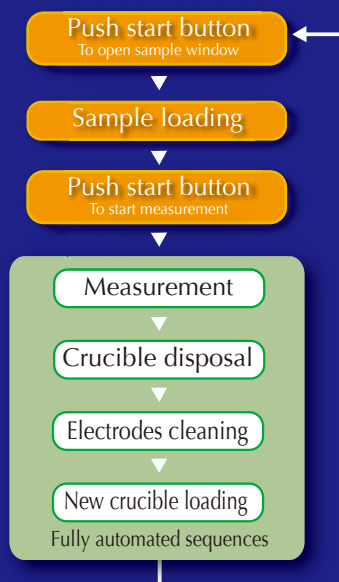 Push start button
To open sample window
Sample loading
Push start button
To start measurement
Measurement
Crucible disposal
Electrodes cleaning
New crucible loading
Fully automated sequences